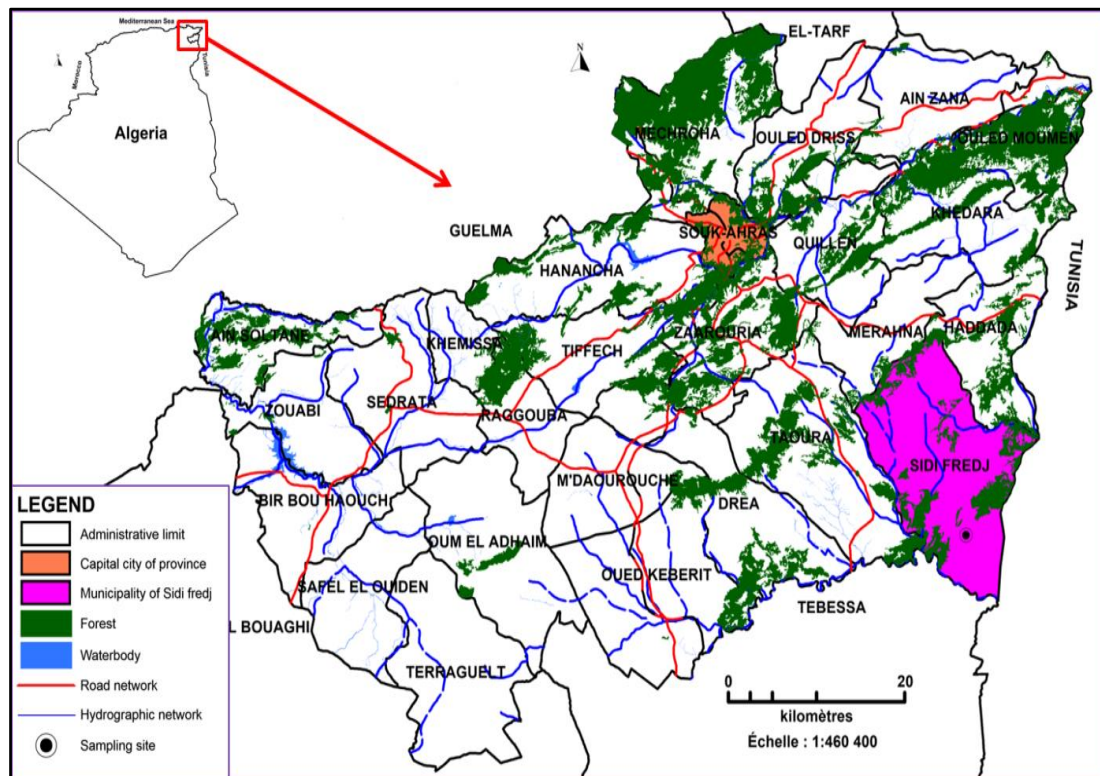 Mediterranean Sea
Morocco
Tunisia
Algeria
N
EL-TARF
AIN ZANA
MECHROHA
OULED DRISS
OULED MOUMEN
KHEDARA
GUELMA
SOUK-AHRAS
QUILLEN
HANANCHA
TUNISIA
AIN SOLTANE
KHEMISSA
TIFFECH
ZAAROURIA
MERAHNA
HADDADA
ZOUABI
SEDRATA
RAGGOUBA
TAOURA
SIDI FREDJ
M'DAOUROUCHE
BIR BOU HAOUCH
DREA
OUM EL ADHAIM
OUED KEBERIT
SAFEL EL OUIDEN
TEBESSA
L BOUAGHI
TERRAGUELT
LEGEND
Administrative limit
Capital city of province
Municipality of Sidi fredj
Forest
Waterbody
Road network
Hydrographic network
Sampling site
0 20
kilomètres
Échelle : 1:460 400